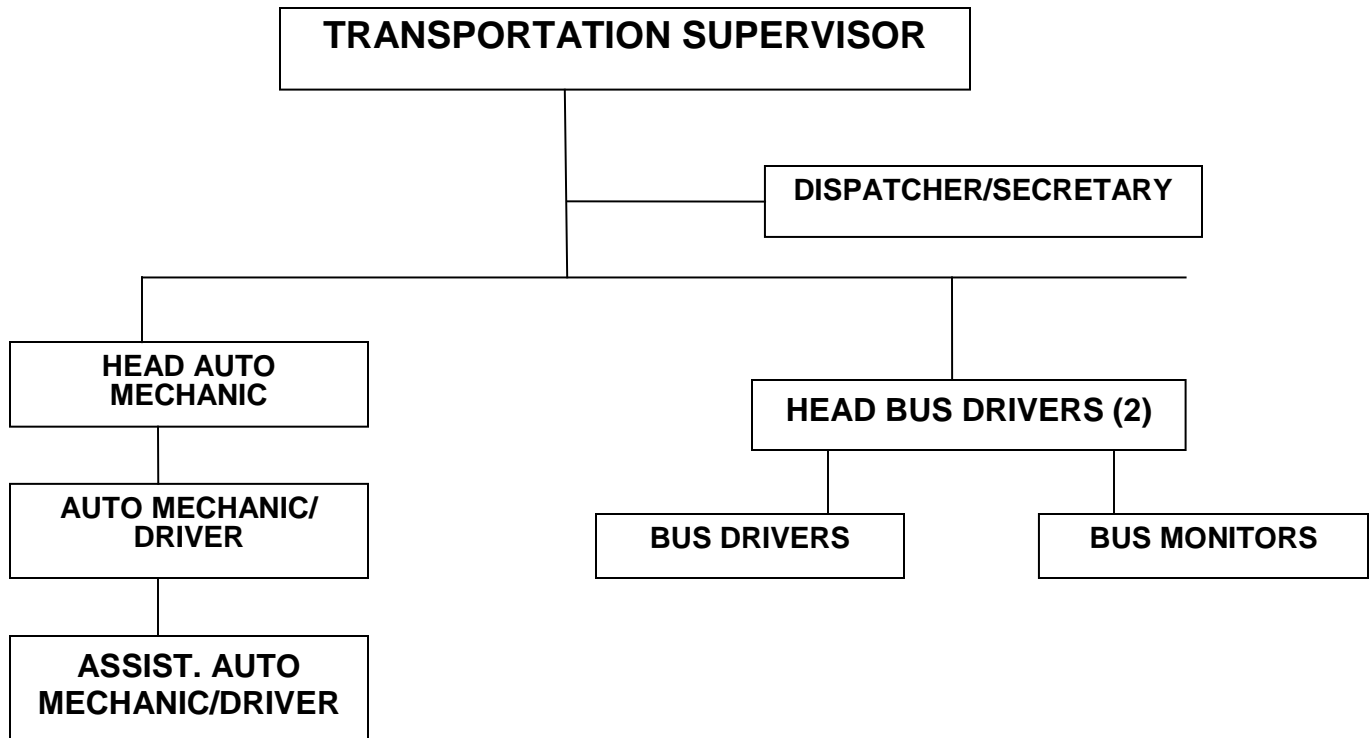 TRANSPORTATION SUPERVISOR
DISPATCHER/SECRETARY
HEAD AUTO
MECHANIC
HEAD BUS DRIVERS (2)
AUTO MECHANIC/
DRIVER
BUS DRIVERS
BUS MONITORS
ASSIST. AUTO
MECHANIC/DRIVER